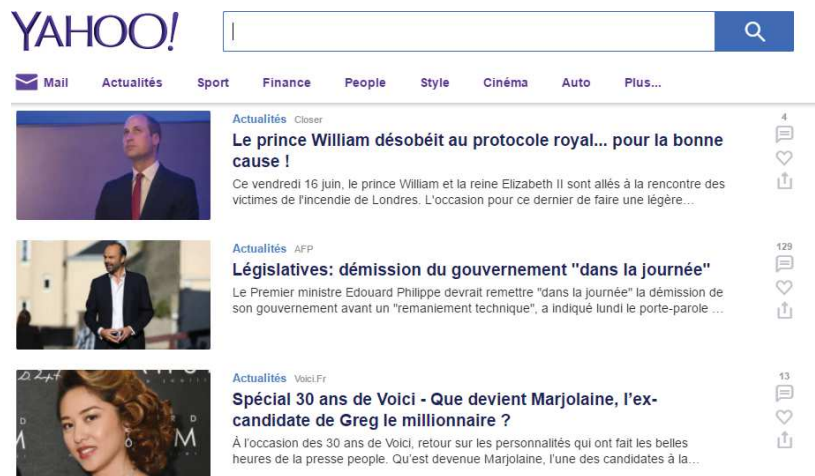 YAHOO!
Mail Actualités Sport Finance People Style Cinéma Auto Plus...
Actualités Closer
4
Le prince William désobéit au protocole royal... pour la bonne
cause !
Ce vendredi 16 juin, le prince William et la reine Elizabeth II sont allés à la rencontre des
victimes de l'incendie de Londres. L'occasion pour ce dernier de faire une légère…
Actualités AFP
129
Législatives: démission du gouvernement "dans la journée"
Le Premier ministre Edouard Philippe devrait remettre "dans la journée" la démission de
son gouvernement avant un "remaniement technique", a indiqué lundi le porte-parole …
Actualités Voici.Fr
13
Spécial 30 ans de Voici - Que devient Marjolaine, l’ex-
candidate de Greg le millionnaire ?
À l’occasion des 30 ans de Voici, retour sur les personnalités qui ont fait les belles
heures de la presse people. Qu’est devenue Marjolaine, l’une des candidates à la…